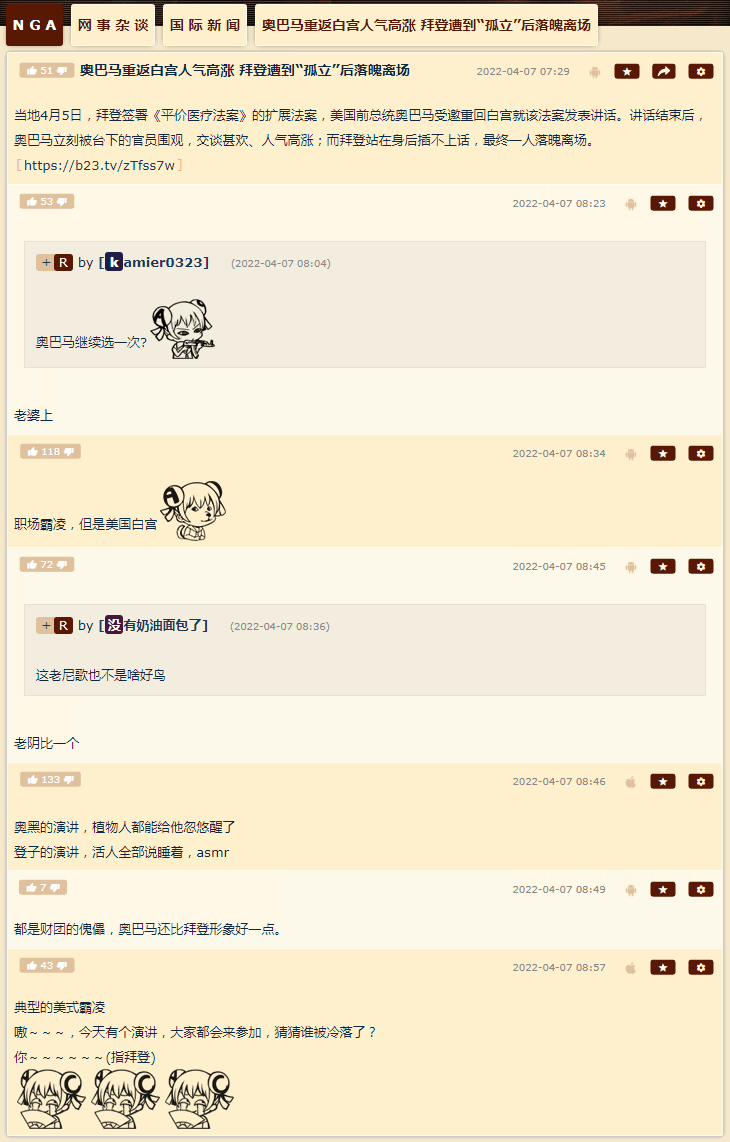 NGA 网事杂谈 国际新闻 奥巴马重返白宫人气高涨 拜登遭到“孤立”后落魄离场
51 奥巴马重返白宫人气高涨 拜登遭到“孤立”后落魄离场 2022-04-07 07:29
当地4月5日，拜登签署《平价医疗法案》的扩展法案，美国前总统奥巴马受邀重回白宫就该法案发表讲话。讲话结束后，
奥巴马立刻被台下的官员围观，交谈甚欢、人气高涨；而拜登站在身后插不上话，最终一人落魄离场。
[https://b23.tv/zTfss7w]
53 2022-04-07 08:23
+ R by [kamier0323] (2022-04-07 08:04)
奥巴马继续选一次?
老婆上
118 2022-04-07 08:34
职场霸凌，但是美国白宫
72 2022-04-07 08:45
+ R by [没有奶油面包了] (2022-04-07 08:36)
这老尼歌也不是啥好鸟
老阴比一个
133 2022-04-07 08:46
奥黑的演讲，植物人都能给他忽悠醒了
登子的演讲，活人全部说睡着，asmr
7 2022-04-07 08:49
都是财团的傀儡，奥巴马还比拜登形象好一点。
43 2022-04-07 08:57
典型的美式霸凌
嗷～～～，今天有个演讲，大家都会来参加，猜猜谁被冷落了？
你～～～～～～(指拜登)